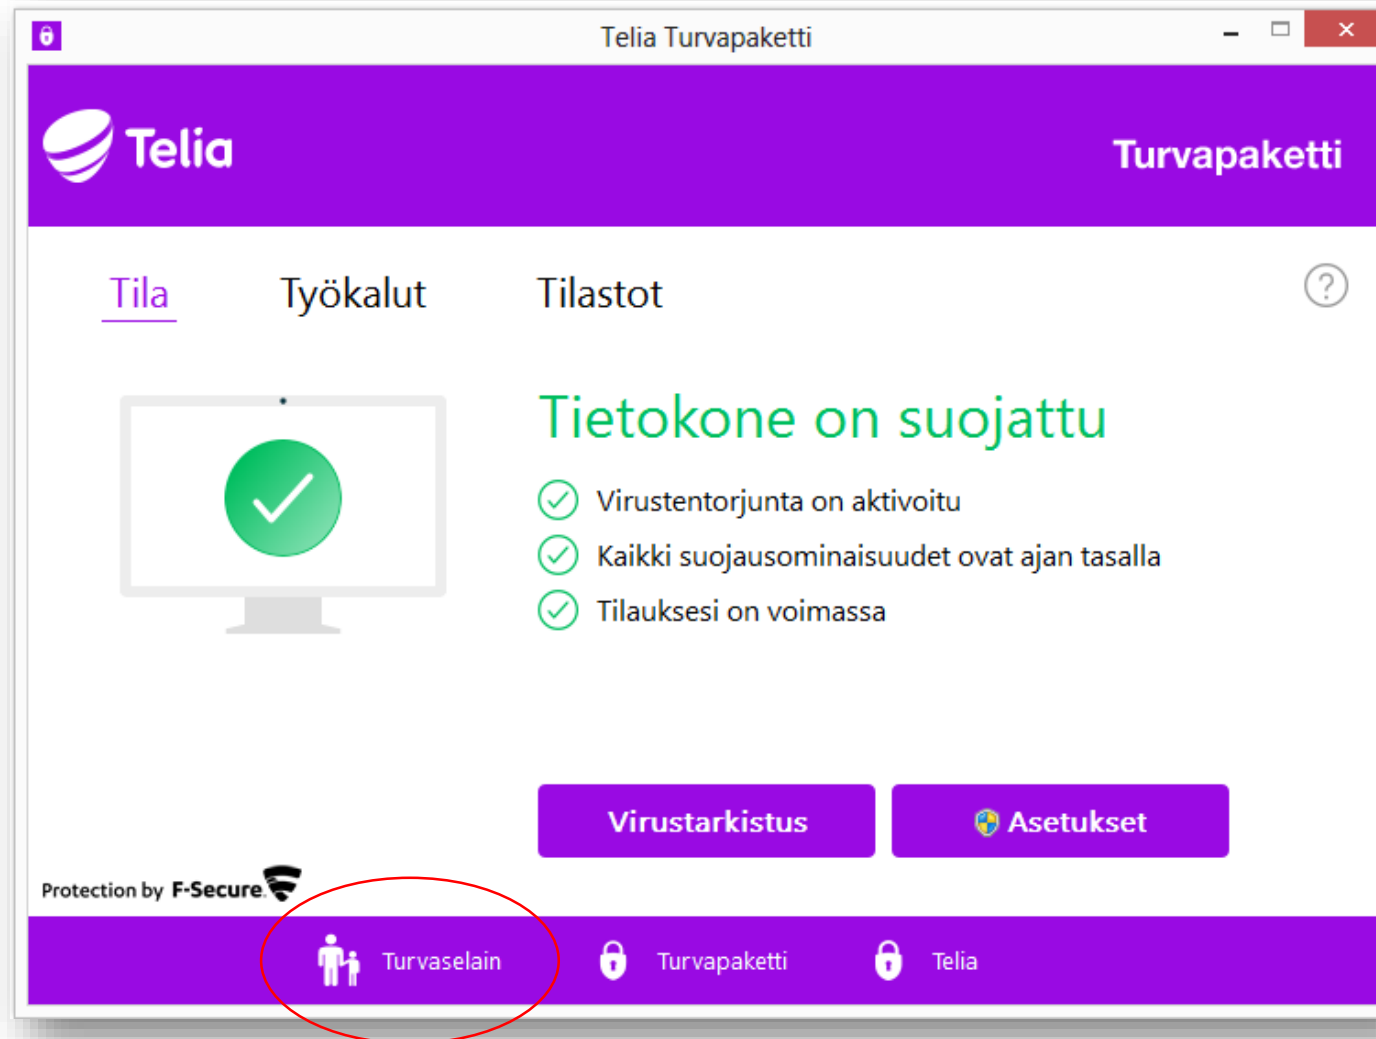 Telia Turvapaketti
Telia
Turvapaketti
Tila
Työkalut
Tilastot
?
Tietokone on suojattu
Virustentorjunta on aktivoitu
Kaikki suojausominaisuudet ovat ajan tasalla
Tilauksesi on voimassa
Virustarkistus
Asetukset
Protection by F-Secure.
Turvaselain
Turvapaketti
Telia